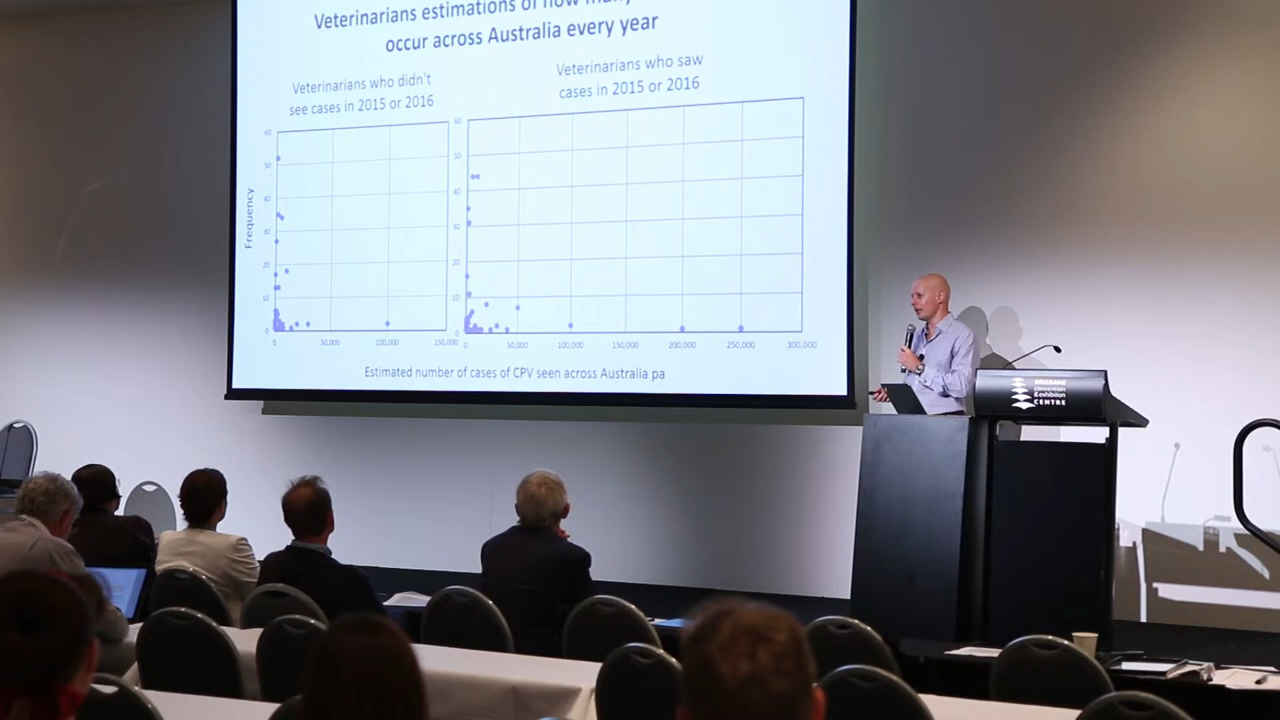 Veterinarians estimations of how many
occur across Australia every year
Veterinarians who didn't
see cases in 2015 or 2016
Veterinarians who saw
cases in 2015 or 2016
Frequency
60
50
40
30
20
10
0
0 50,000 100,000 150,000
60
50
40
30
20
10
0
0 50,000 100,000 150,000 200,000 250,000 300,000
Estimated number of cases of CPV seen across Australia pa
BRISBANE
convention
& exhibition
CENTRE